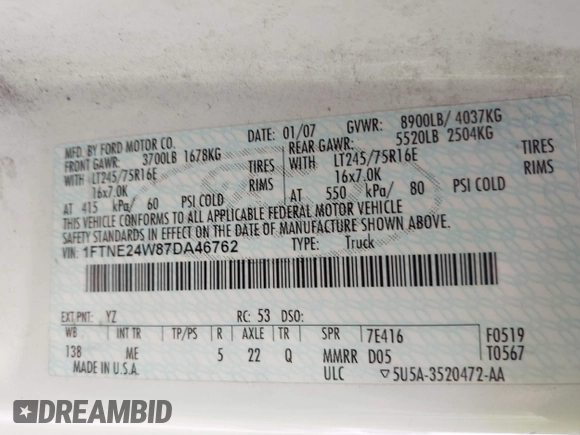 MFD. BY FORD MOTOR CO.
DATE: 01/07
GVWR: 8900LB/ 4037KG
FRONT GAWR: 3700LB 1678KG
REAR GAWR: 5520LB 2504KG
WITH LT245/75R16E TIRES
WITH LT245/75R16E TIRES
16x7.0K RIMS
16x7.0K RIMS
AT 415 kPa/ 60 PSI COLD
AT 550 kPa/ 80 PSI COLD
THIS VEHICLE CONFORMS TO ALL APPLICABLE FEDERAL MOTOR VEHICLE
SAFETY STANDARDS IN EFFECT ON THE DATE OF MANUFACTURE SHOWN ABOVE.
VIN: 1FTNE24W87DA46762
TYPE: Truck
EXT PNT: YZ RC: 53 DSO:
WB INT TR TP/PS R AXLE TR SPR 7E416 F0519
138 ME 5 22 Q MMRR D05 T0567
MADE IN U.S.A. ULC 5U5A-3520472-AA
DREAMBID